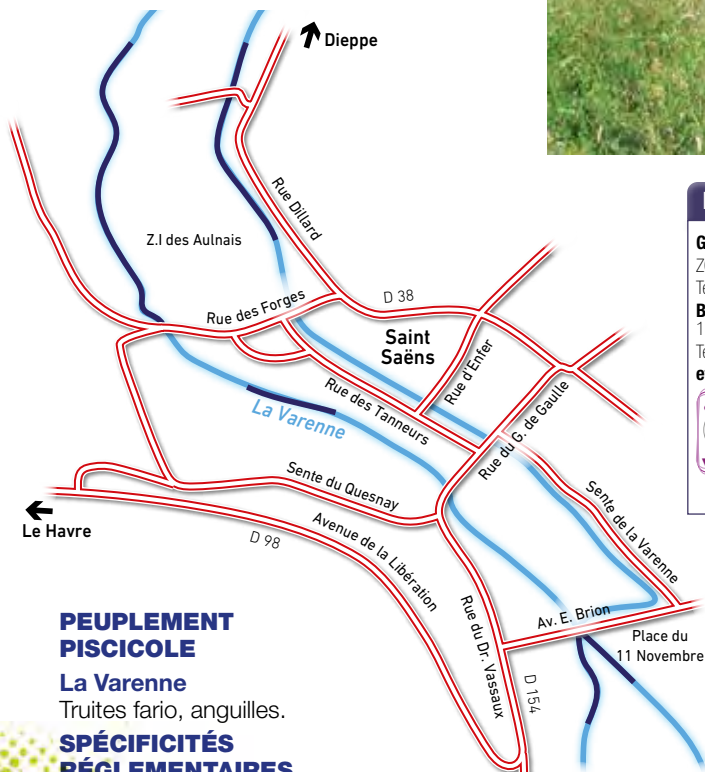 Dieppe
Rue Dillard
Z.I des Aulnais
Rue des Forges
D 38
Saint
Saëns
Rue d'Enfer
Rue des Tanneurs
La Varenne
Rue du G. de Gaulle
Sente du Quesnay
Sente de la Varenne
Le Havre
D 98
Avenue de la Libération
Av. E. Brion
Place du
11 Novembre
Rue du Dr. Vassaux
D 154
PEUPLEMENT
PISCICOLE
La Varenne
Truites fario, anguilles.
SPÉCIFICITÉS
RÉGLEMENTAIRES